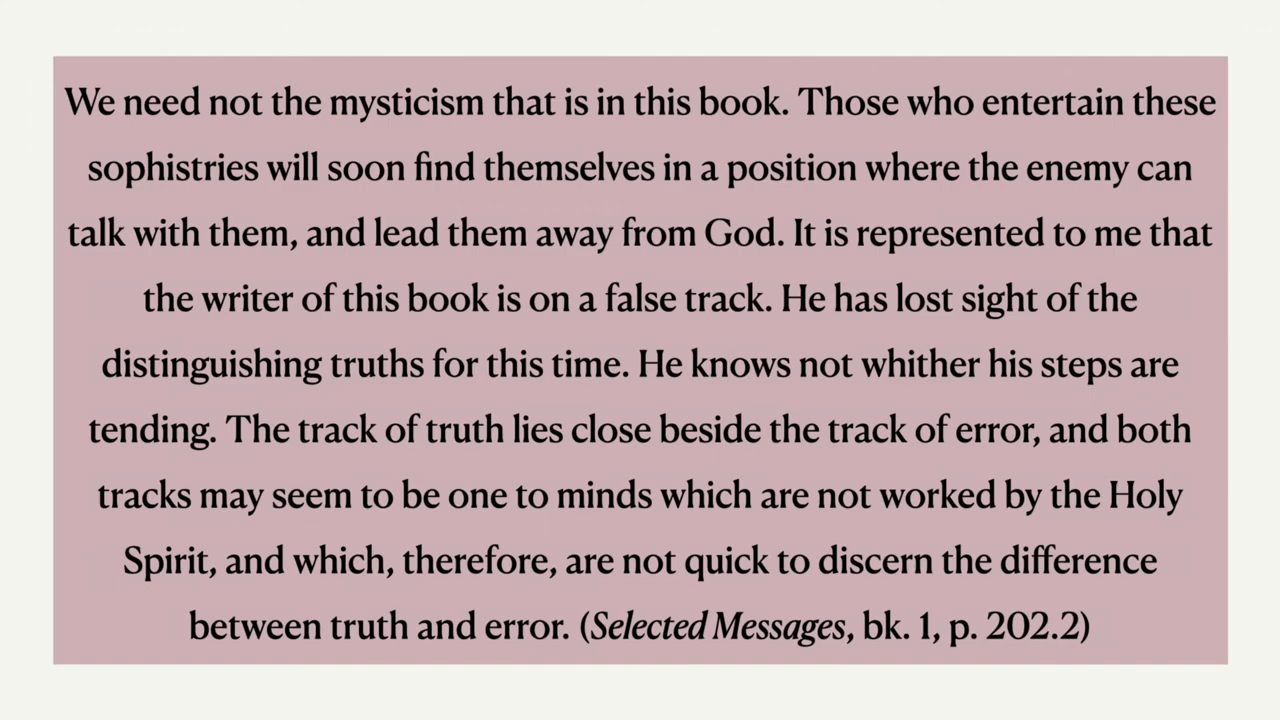 We need not the mysticism that is in this book. Those who entertain these
sophistries will soon find themselves in a position where the enemy can
talk with them, and lead them away from God. It is represented to me that
the writer of this book is on a false track. He has lost sight of the
distinguishing truths for this time. He knows not whither his steps are
tending. The track of truth lies close beside the track of error, and both
tracks may seem to be one to minds which are not worked by the Holy
Spirit, and which, therefore, are not quick to discern the difference
between truth and error. (Selected Messages, bk. 1, p. 202.2)